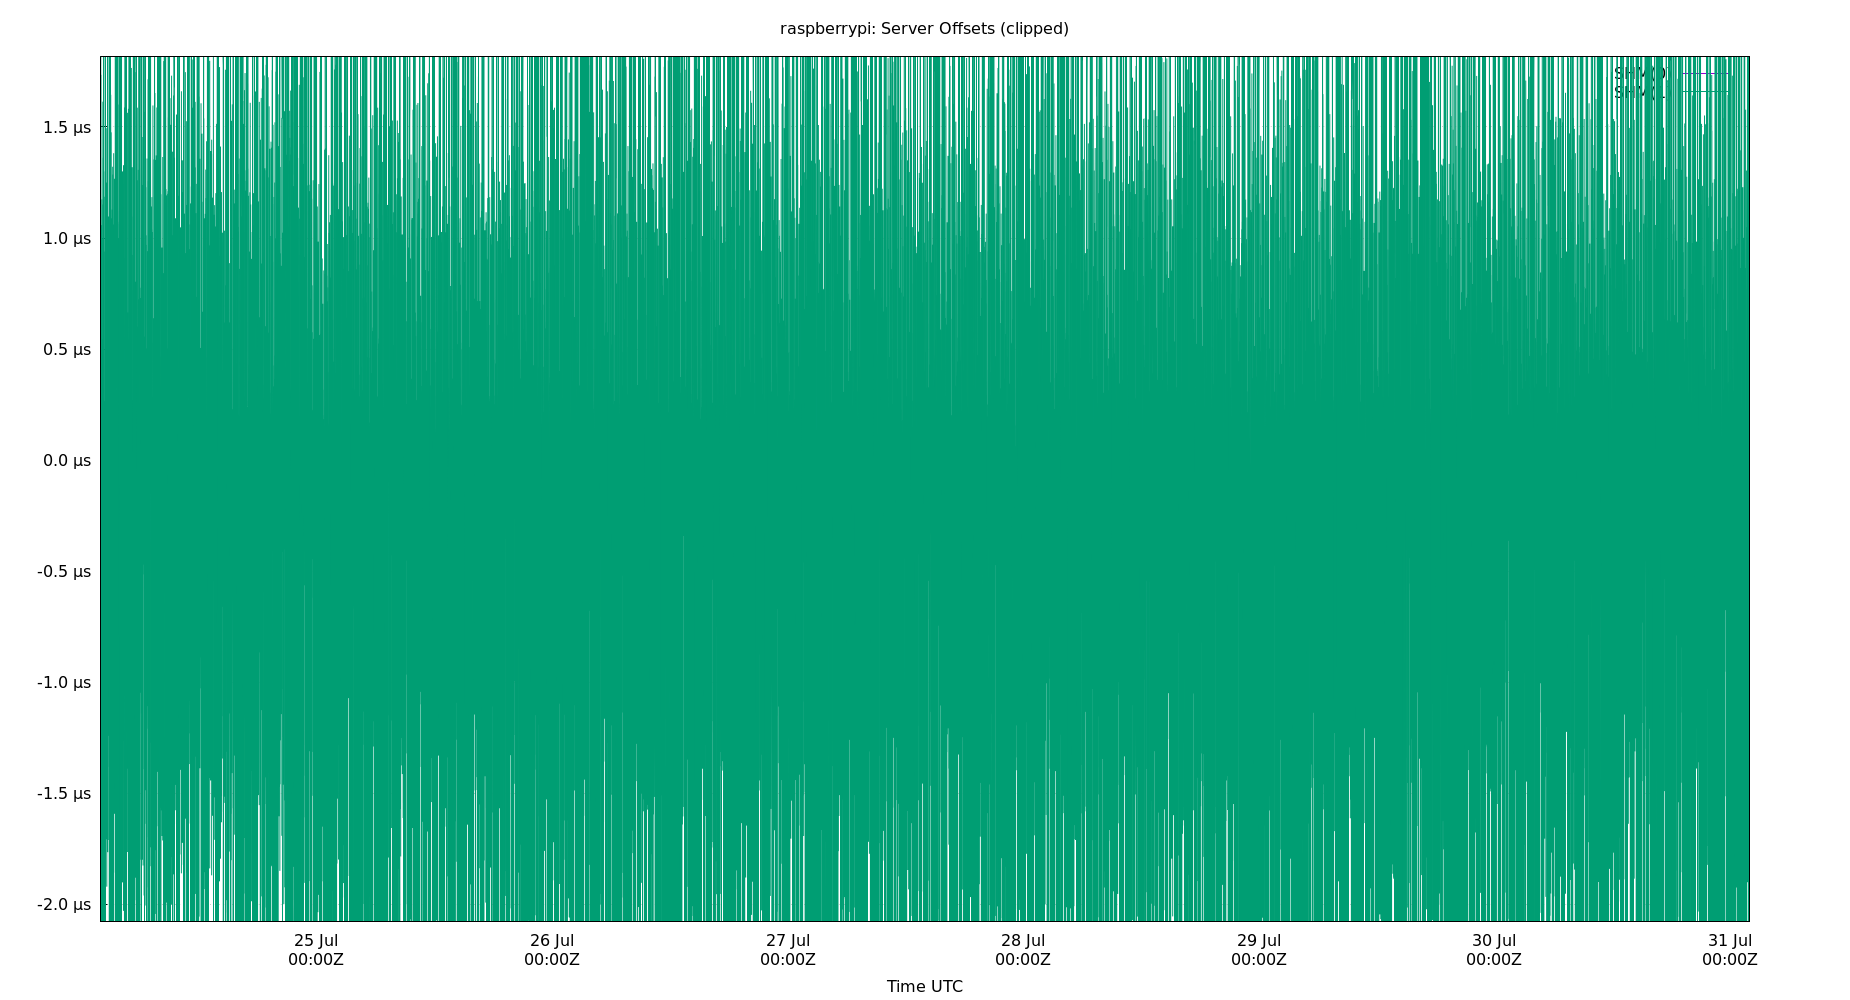 raspberrypi: Server Offsets (clipped)
1.5 µs
1.0 µs
0.5 µs
0.0 µs
-0.5 µs
-1.0 µs
-1.5 µs
-2.0 µs
25 Jul
00:00Z
26 Jul
00:00Z
27 Jul
00:00Z
28 Jul
00:00Z
29 Jul
00:00Z
30 Jul
00:00Z
31 Jul
00:00Z
Time UTC